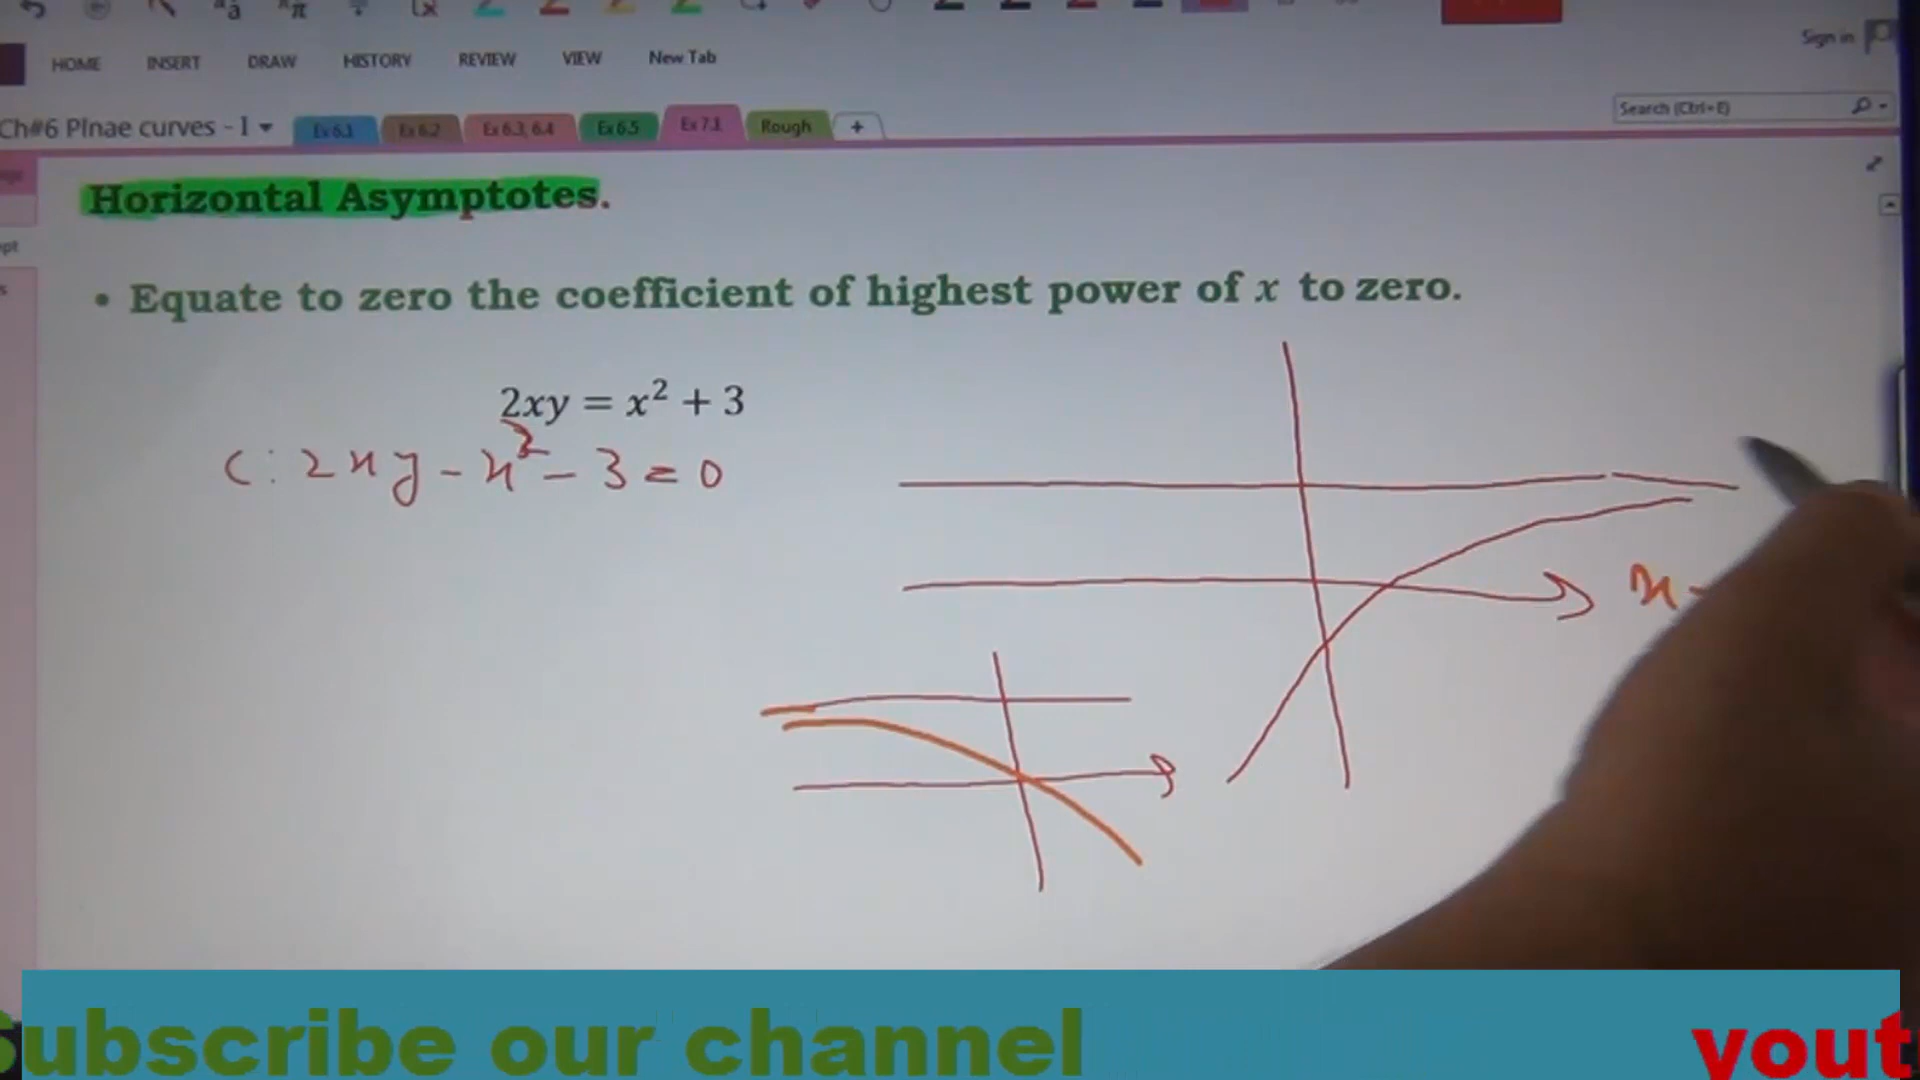 HOME INSERT DRAW HISTORY REVIEW VIEW New Tab
Sign in
Ch#6 Plnae curves - I Ex 6.1 Ex 6.2 Ex 6.3, 6.4 Ex 6.5 Ex 7.1 Rough +
Search (Ctrl+E)
Horizontal Asymptotes.
• Equate to zero the coefficient of highest power of x to zero.
2xy = x² + 3
C: 2xy - x² - 3 = 0
x
ubscribe our channel
yout